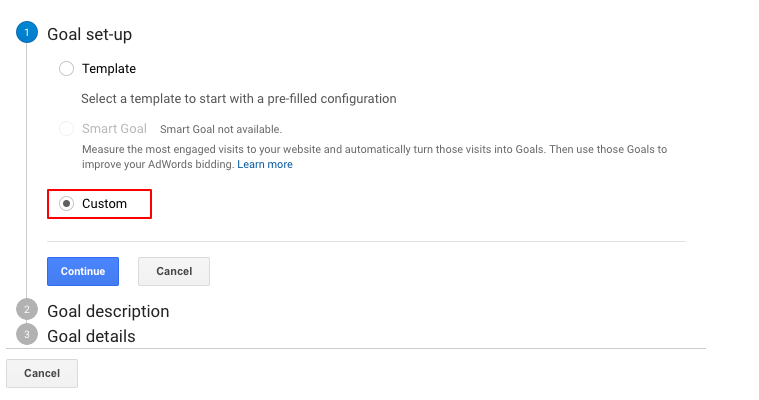 1 Goal set-up
Template
Select a template to start with a pre-filled configuration
Smart Goal Smart Goal not available.
Measure the most engaged visits to your website and automatically turn those visits into Goals. Then use those Goals to
improve your AdWords bidding. Learn more
Custom
Continue Cancel
2 Goal description
3 Goal details
Cancel